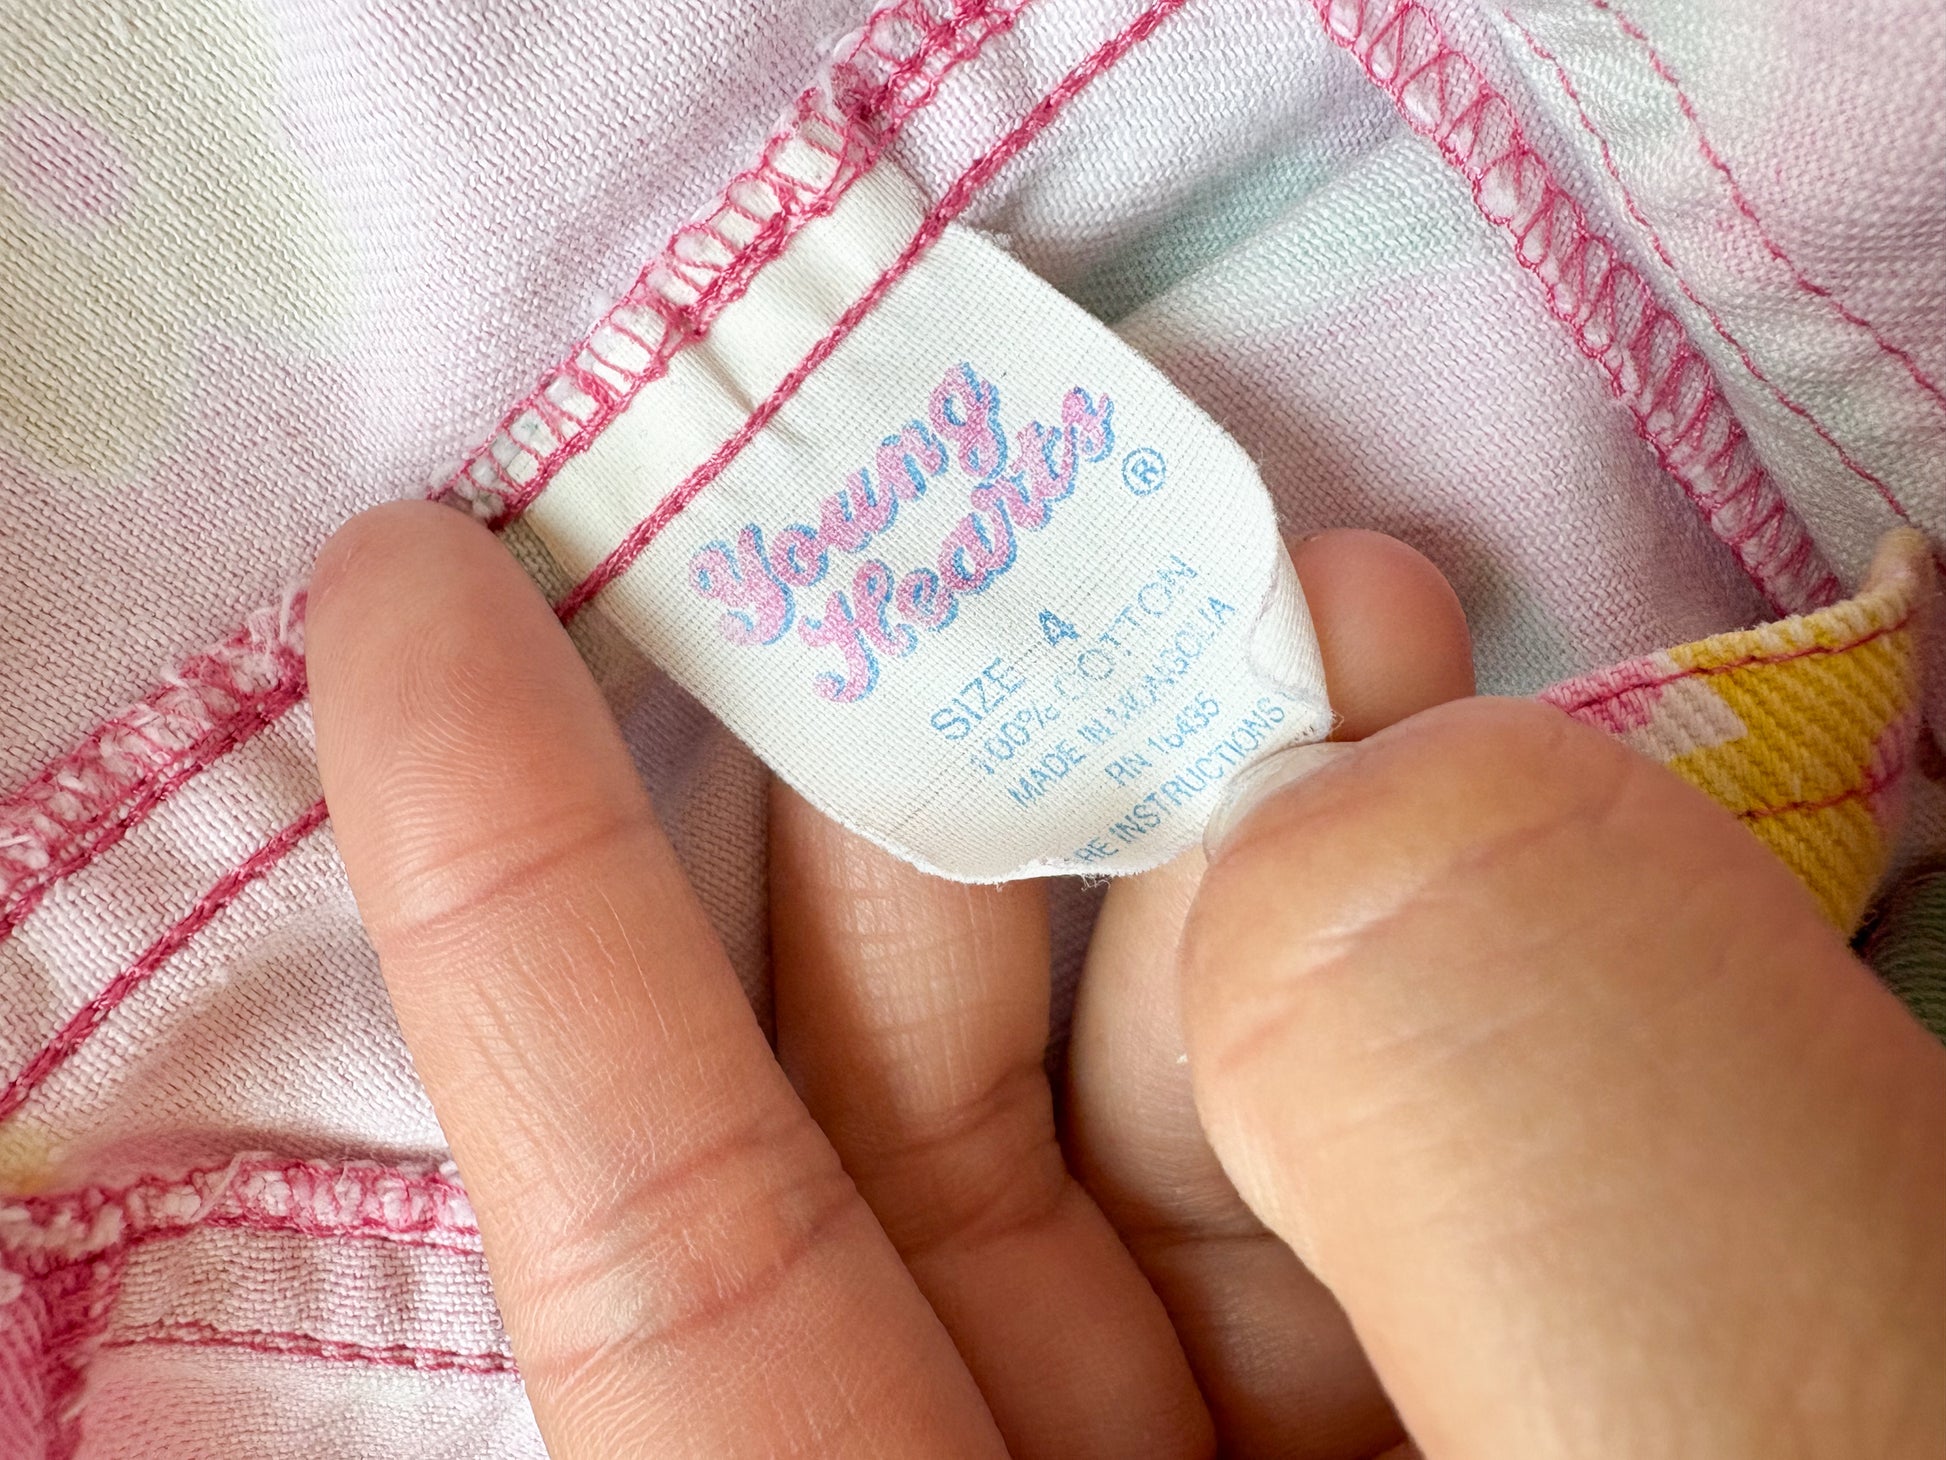 Young
Hearts ®
SIZE 4
100% COTTON
MADE IN MONGOLIA
RN 16435
INSTRUCTIONS